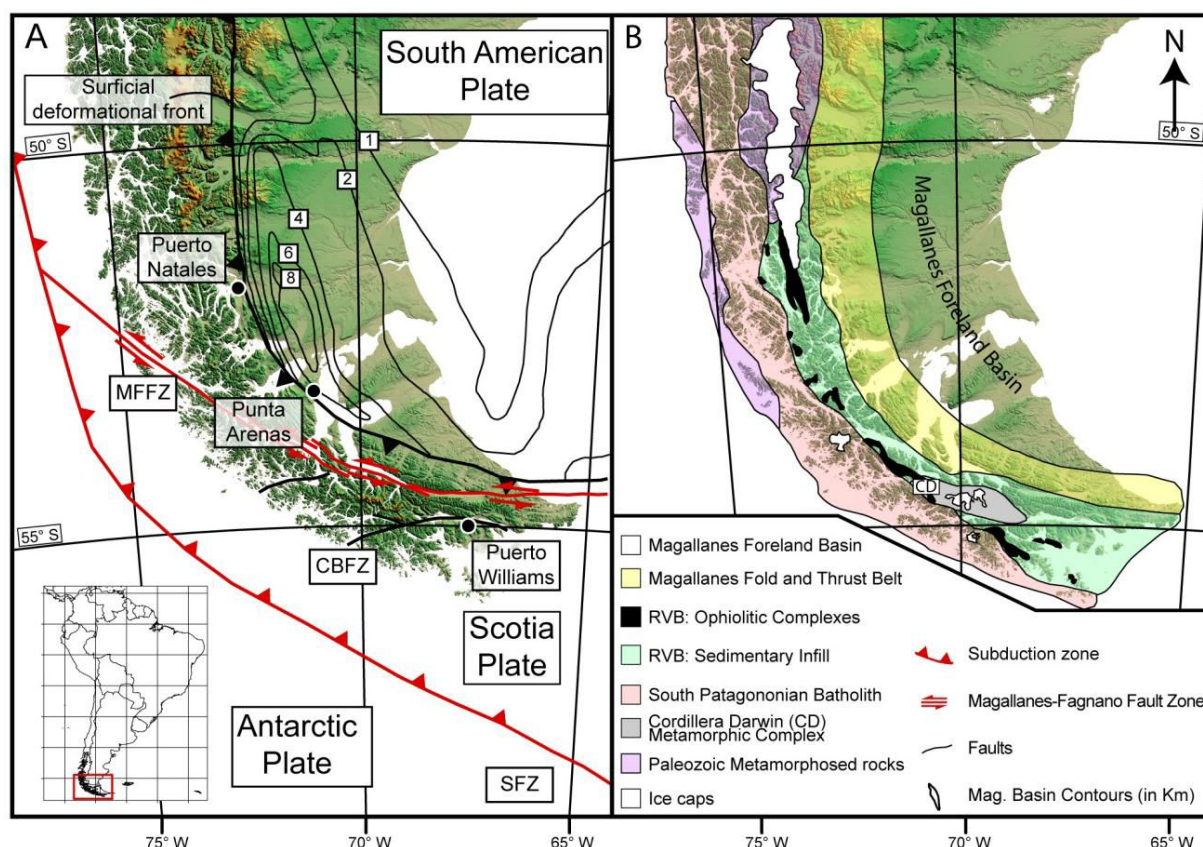 A
South American
Plate
Surficial
deformational front
50° S
1
2
4
6
8
Puerto
Natales
MFFZ
Punta
Arenas
55° S
CBFZ
Puerto
Williams
Scotia
Plate
Antarctic
Plate
SFZ
75° W
70° W
65° W
B
N
50° S
Magallanes Foreland Basin
CD
Magallanes Foreland Basin
Magallanes Fold and Thrust Belt
RVB: Ophiolitic Complexes
RVB: Sedimentary Infill
South Patagononian Batholith
Cordillera Darwin (CD)
Metamorphic Complex
Paleozoic Metamorphosed rocks
Ice caps
Subduction zone
Magallanes-Fagnano Fault Zone
Faults
Mag. Basin Contours (in Km)
75° W
70° W
65° W